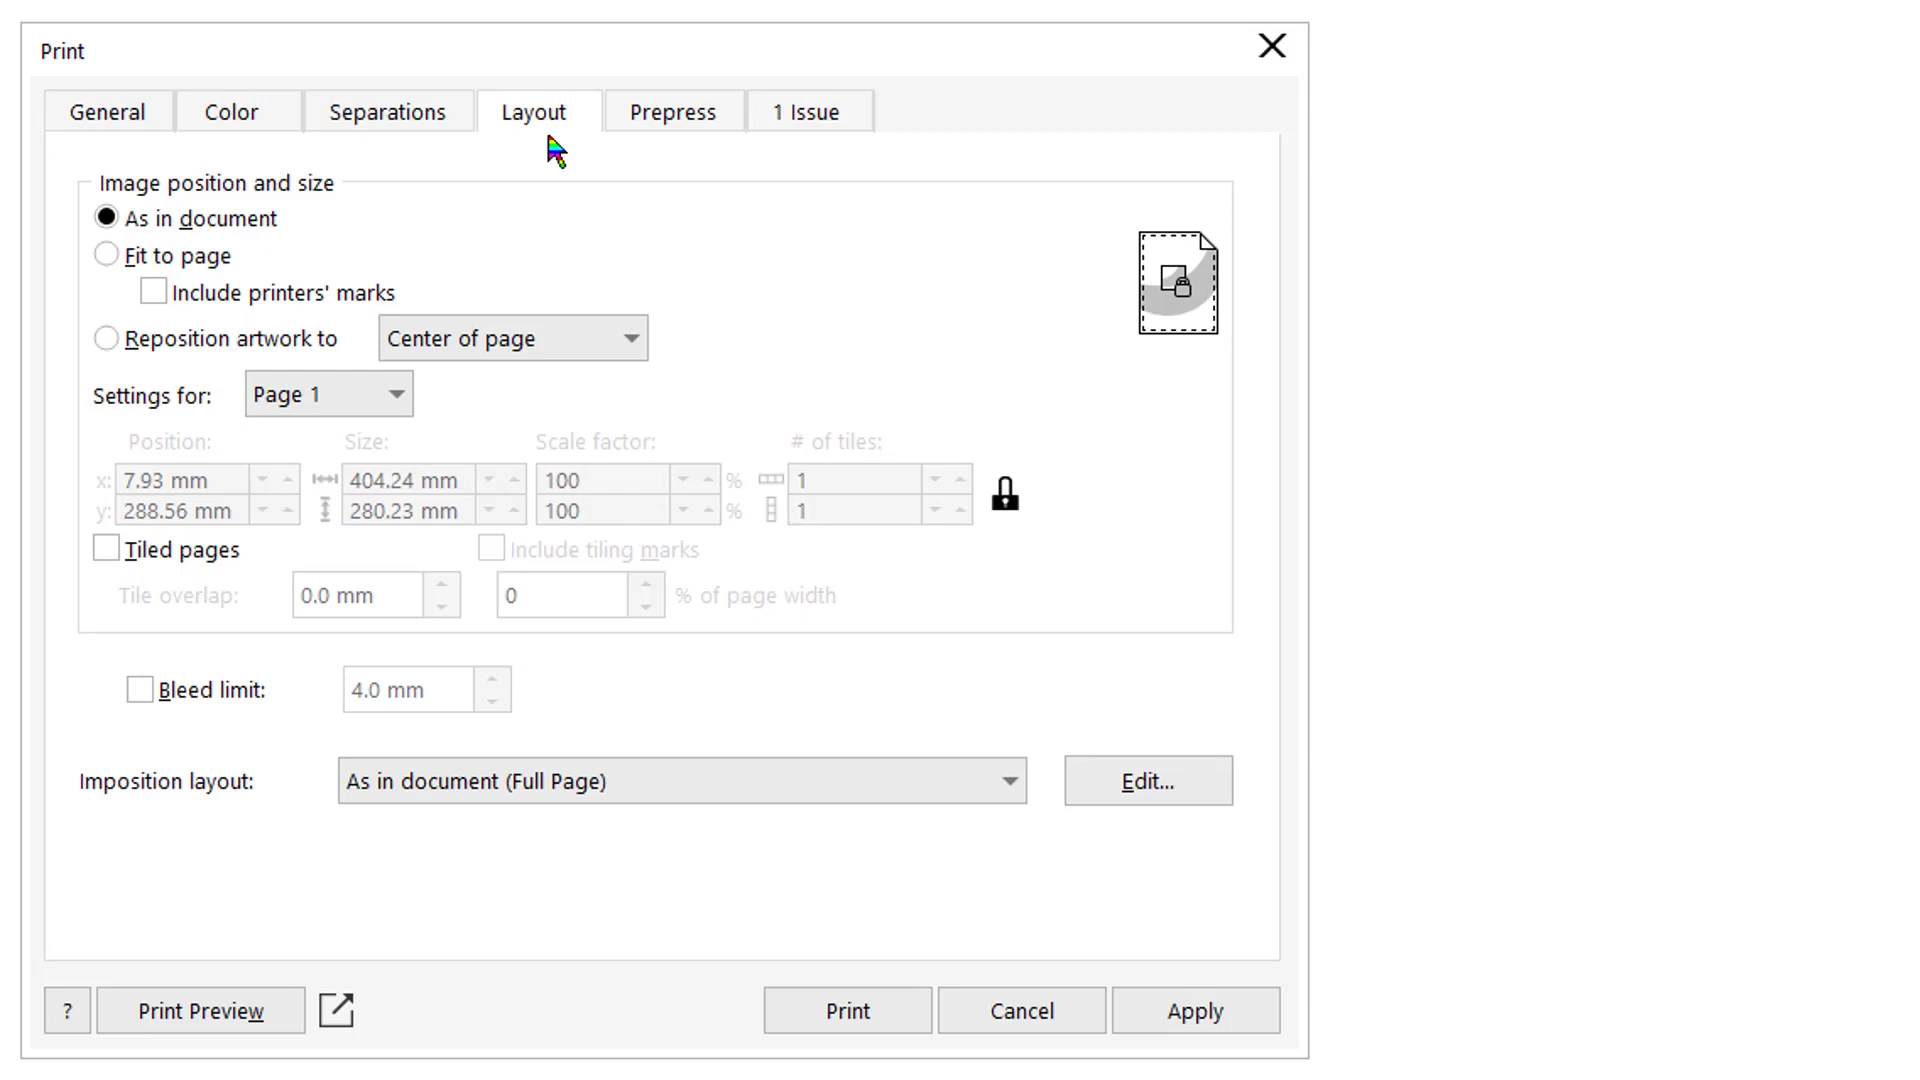 Print
General Color Separations Layout Prepress 1 Issue
Image position and size
As in document
Fit to page
Include printers' marks
Reposition artwork to Center of page
Settings for: Page 1
Position: Size: Scale factor: # of tiles:
x: 7.93 mm 404.24 mm 100 % 1
y: 288.56 mm 280.23 mm 100 % 1
Tiled pages Include tiling marks
Tile overlap: 0.0 mm 0 % of page width
Bleed limit: 4.0 mm
Imposition layout: As in document (Full Page) Edit...
? Print Preview Print Cancel Apply